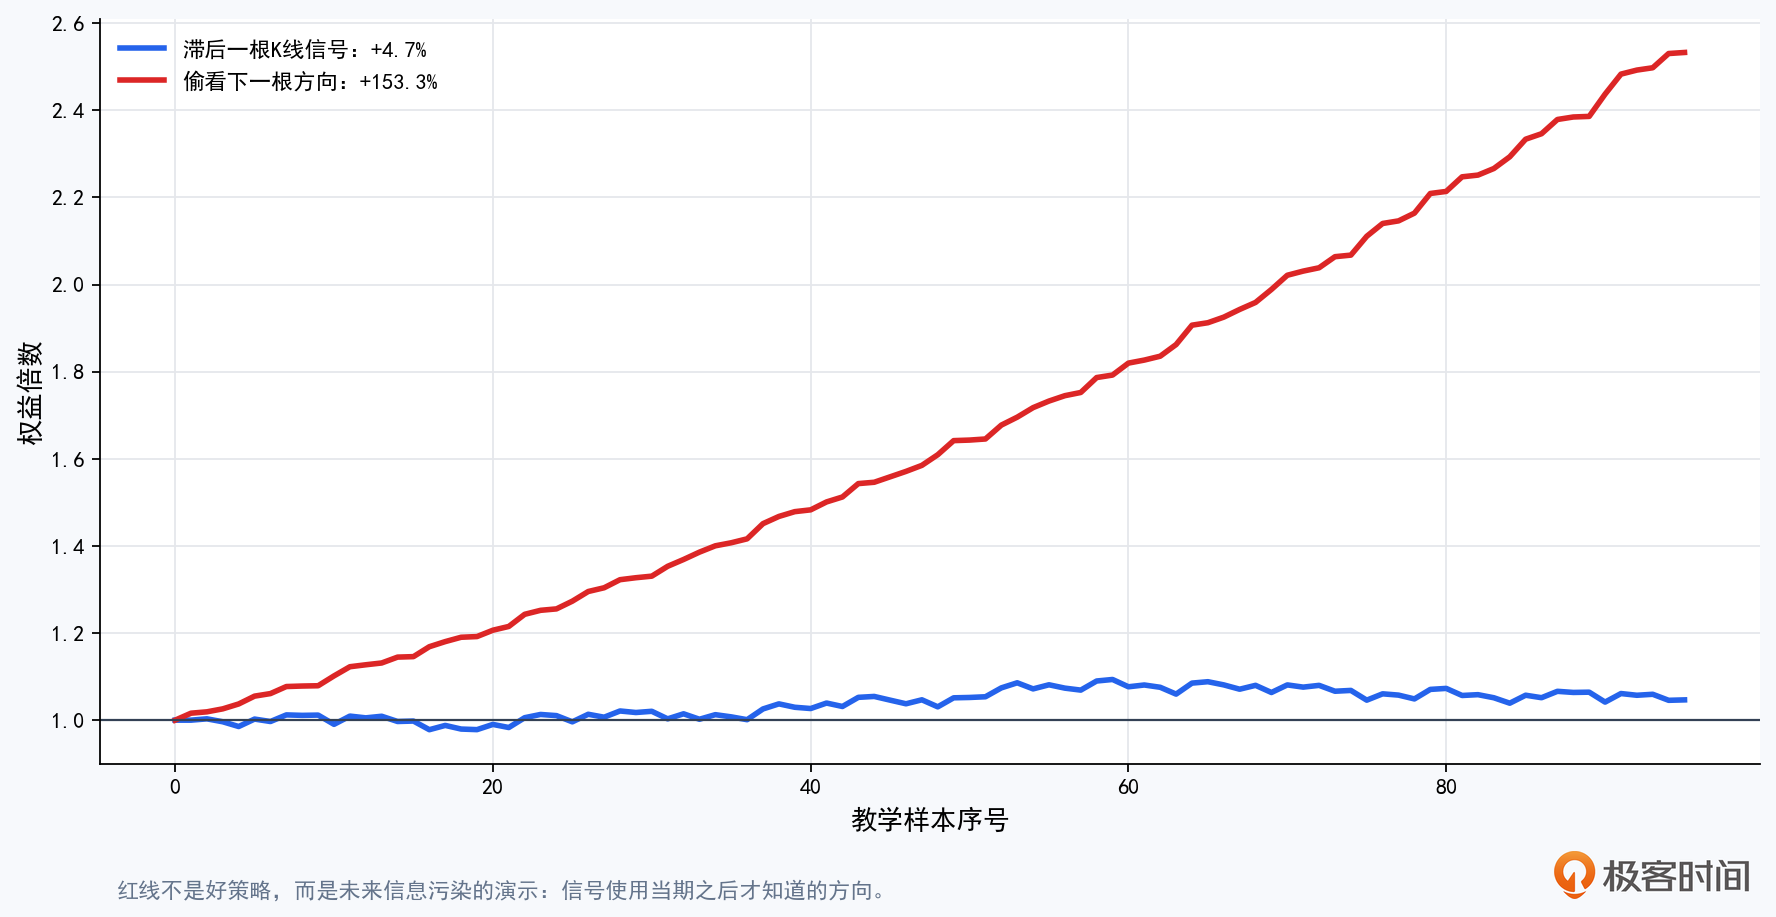 滞后一根K线信号：+4.7%
偷看下一根方向：+153.3%
2.6
2.4
2.2
2.0
1.8
1.6
1.4
1.2
1.0
权益倍数
0 20 40 60 80
教学样本序号
红线不是好策略，而是未来信息污染的演示：信号使用当期之后才知道的方向。
极客时间